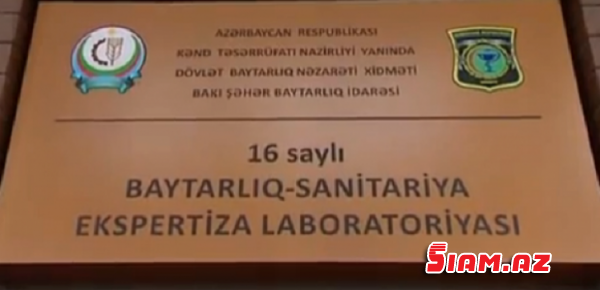 AZƏRBAYCAN RESPUBLİKASI
KƏND TƏSƏRRÜFATI NAZİRLİYİ YANINDA
DÖVLƏT BAYTARLIQ NƏZARƏTİ XİDMƏTİ
BAKI ŞƏHƏR BAYTARLIQ İDARƏSİ
16 saylı
BAYTARLIQ-SANİTARİYA
EKSPERTİZA LABORATORİYASI
SIAM.AZ